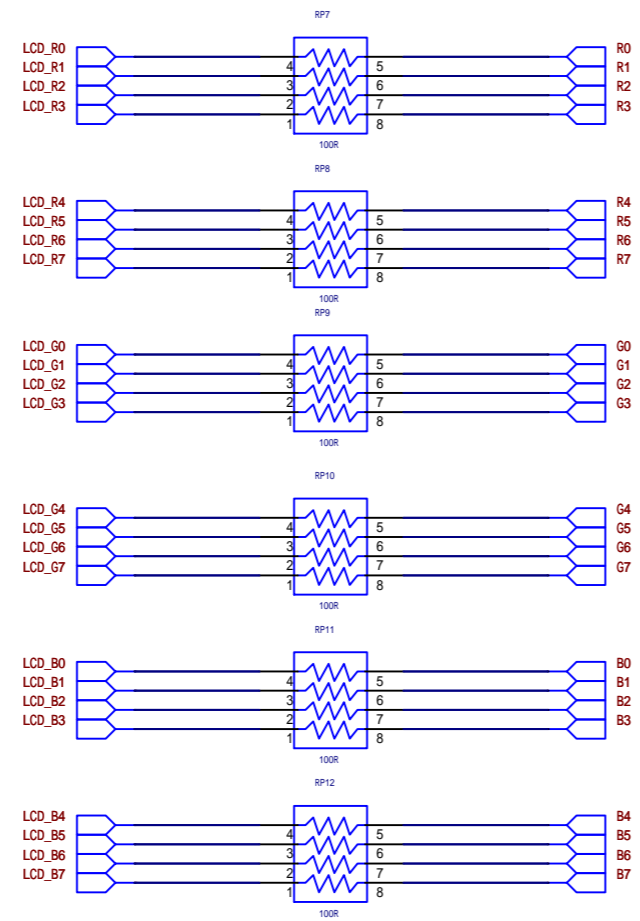 RP7
LCD_R0 R0
LCD_R1 4 5 R1
LCD_R2 3 6 R2
LCD_R3 2 7 R3
1 8
100R
RP8
LCD_R4 R4
LCD_R5 4 5 R5
LCD_R6 3 6 R6
LCD_R7 2 7 R7
1 8
100R
RP9
LCD_G0 G0
LCD_G1 4 5 G1
LCD_G2 3 6 G2
LCD_G3 2 7 G3
1 8
100R
RP10
LCD_G4 G4
LCD_G5 4 5 G5
LCD_G6 3 6 G6
LCD_G7 2 7 G7
1 8
100R
RP11
LCD_B0 B0
LCD_B1 4 5 B1
LCD_B2 3 6 B2
LCD_B3 2 7 B3
1 8
100R
RP12
LCD_B4 B4
LCD_B5 4 5 B5
LCD_B6 3 6 B6
LCD_B7 2 7 B7
1 8
100R